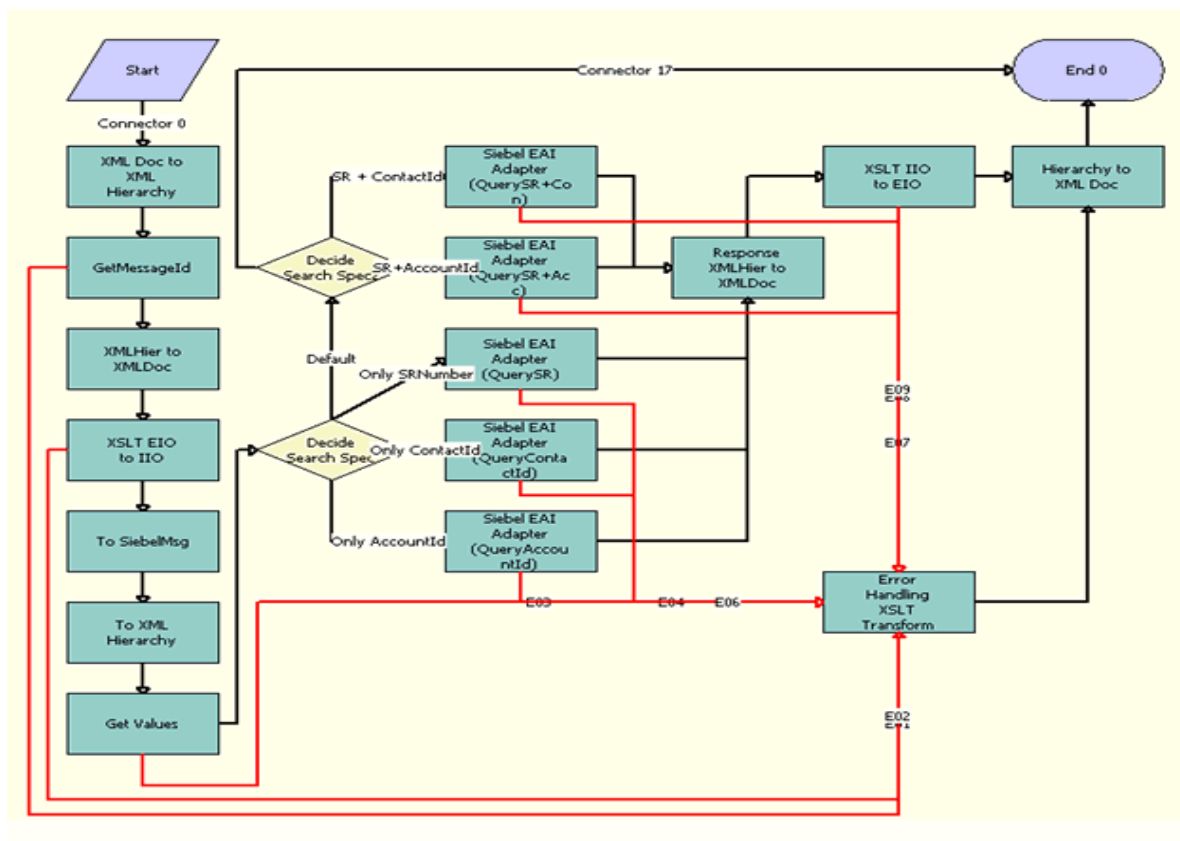 Start
Connector 17
End 0
Connector 0
XML Doc to
XML
Hierarchy
SR + ContactId
Siebel EAI
Adapter
(QuerySR+Co
n)
XSLT IIO
to EIO
Hierarchy to
XML Doc
GetMessageId
Decide
Search Spec
SR+AccountId
Siebel EAI
Adapter
(QuerySR+Ac
c)
Response
XMLHier to
XMLDoc
XMLHier to
XMLDoc
Default
Only SRNumber
Siebel EAI
Adapter
(QuerySR)
E09
XSLT EIO
to IIO
Decide
Search Spec
Only ContactId
Siebel EAI
Adapter
(QueryConta
ctId)
E07
To SiebelMsg
Only AccountId
Siebel EAI
Adapter
(QueryAccou
ntId)
To XML
Hierarchy
E03
E04
E06
Error
Handling
XSLT
Transform
Get Values
E02